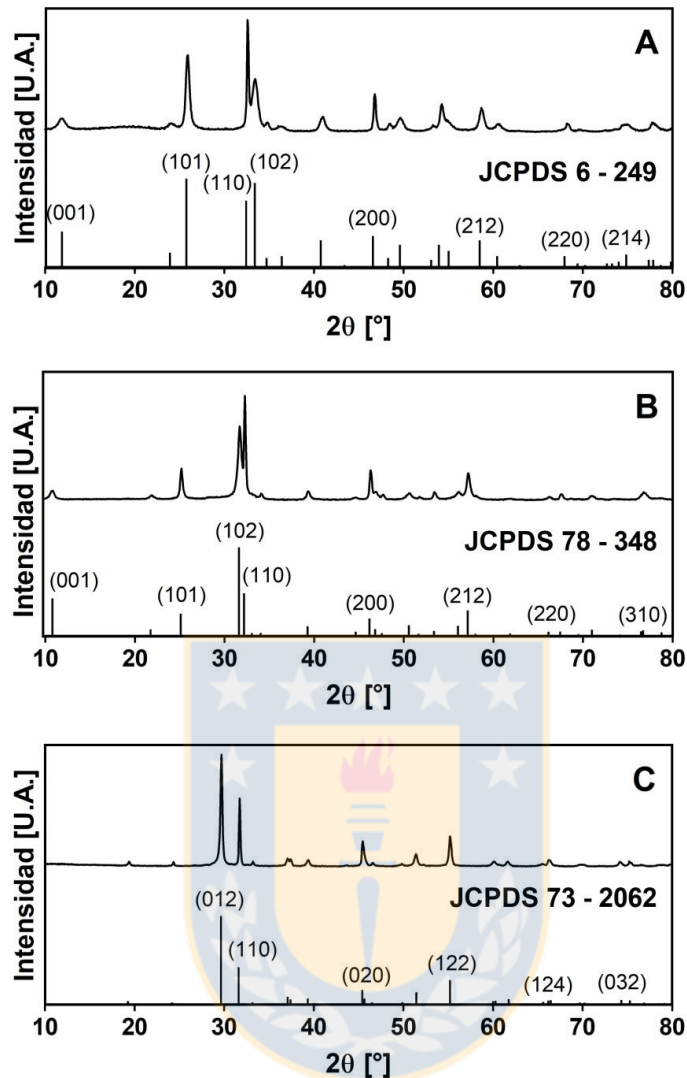 A
Intensidad [U.A.]
(101)
(102)
(110)
JCPDS 6 - 249
(001)
(200)
(212)
(220)
(214)
10 20 30 40 50 60 70 80
2θ [°]
B
Intensidad [U.A.]
JCPDS 78 - 348
(102)
(001)
(101)
(110)
(200)
(212)
(220)
(310)
10 20 30 40 50 60 70 80
2θ [°]
C
Intensidad [U.A.]
JCPDS 73 - 2062
(012)
(110)
(020)
(122)
(124)
(032)
10 20 30 40 50 60 70 80
2θ [°]